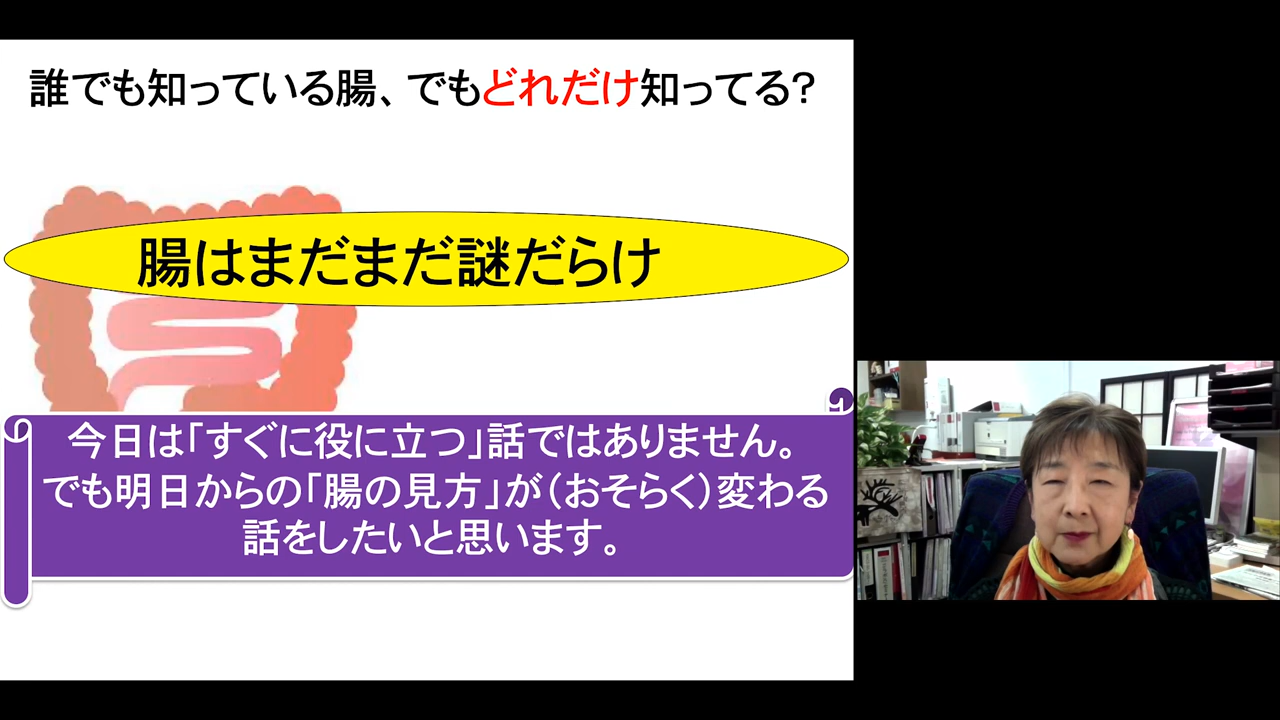 誰でも知っている腸、でもどれだけ知ってる？
腸はまだまだ謎だらけ
今日は「すぐに役に立つ」話ではありません。
でも明日からの「腸の見方」が（おそらく）変わる
話をしたいと思います。